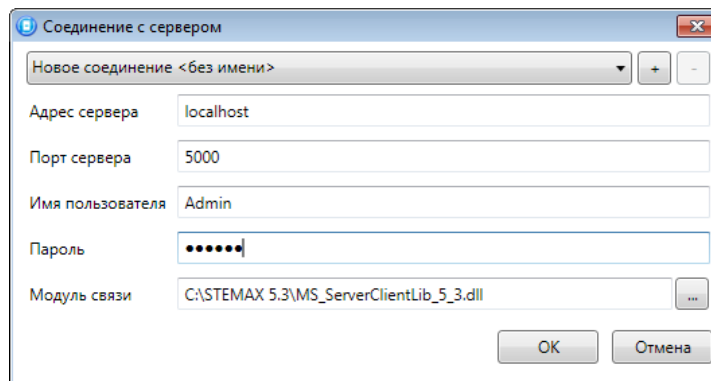 Соединение с сервером
Новое соединение <без имени>
+
-
Адрес сервера
localhost
Порт сервера
5000
Имя пользователя
Admin
Пароль
●●●●●●
Модуль связи
C:\STEMAX 5.3\MS_ServerClientLib_5_3.dll
...
OK
Отмена